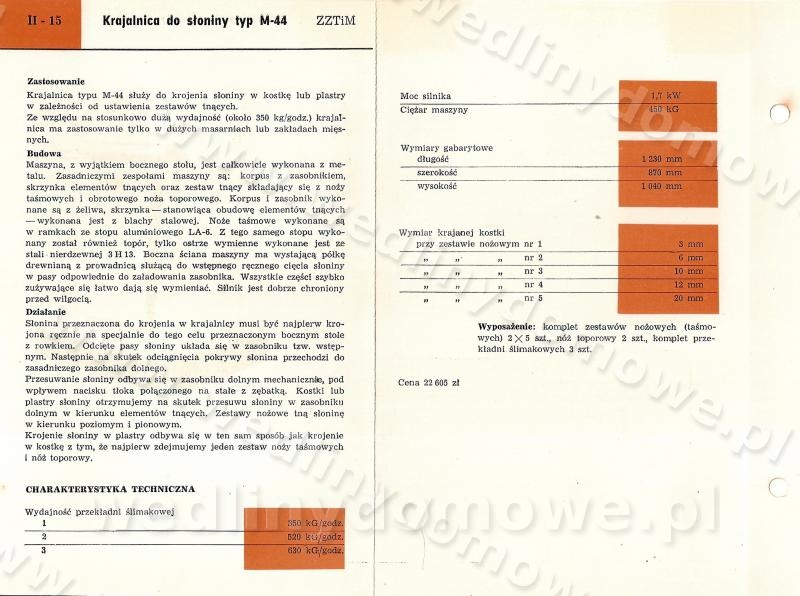 II - 15
Krajalnica do słoniny typ M-44
ZZTiM
Zastosowanie
Krajalnica typu M-44 służy do krojenia słoniny w kostkę lub plastry
w zależności od ustawienia zestawów tnących.
Ze względu na stosunkowo dużą wydajność (około 350 kg/godz.) krajal-
nica ma zastosowanie tylko w dużych masarniach lub zakładach mięs-
nych.
Budowa
Maszyna, z wyjątkiem bocznego stołu, jest całkowicie wykonana z me-
talu. Zasadniczymi zespołami maszyny są: korpus z zasobnikiem,
skrzynka elementów tnących oraz zestaw tnący składający się z noży
taśmowych i obrotowego noża toporowego. Korpus i zasobnik wyko-
nane są z żeliwa, skrzynka — stanowiąca obudowę elementów tnących
— wykonana jest z blachy stalowej. Noże taśmowe wykonane są
w ramkach ze stopu aluminiowego LA-6. Z tego samego stopu wyko-
nany został również topór, tylko ostrze wymienne wykonane jest ze
stali nierdzewnej 3H13. Boczna ściana maszyny ma wystającą półkę
drewnianą z prowadnicą służącą do wstępnego ręcznego cięcia słoniny
w pasy odpowiednie do załadowania zasobnika. Wszystkie części szybko
zużywające się łatwo dają się wymienić. Silnik jest dobrze chroniony
przed wilgocią.
Działanie
Słonina przeznaczona do krojenia w krajalnicy musi być najpierw kro-
jona ręcznie na specjalnie do tego celu przeznaczonym bocznym stole
z rowkiem. Odcięte pasy słoniny układa się w zasobniku tzw. wstęp-
nym. Następnie na skutek odciągnięcia pokrywy słonina przechodzi do
zasadniczego zasobnika dolnego.
Przesuwanie słoniny odbywa się w zasobniku dolnym mechanicznie, pod
wpływem nacisku tłoka połączonego na stałe z zębatką. Kostki lub
plastry słoniny otrzymujemy na skutek przesuwu słoniny w zasobniku
dolnym w kierunku elementów tnących. Zestawy nożowe tną słoninę
w kierunku poziomym i pionowym.
Krojenie słoniny w plastry odbywa się w ten sam sposób jak krojenie
w kostkę z tym, że najpierw zdejmujemy jeden zestaw noży taśmowych
i nóż toporowy.
CHARAKTERYSTYKA TECHNICZNA
Wydajność przekładni ślimakowej
1 350 kG/godz.
2 520 kG/godz.
3 630 kG/godz.
Moc silnika 1,7 kW
Ciężar maszyny 450 kG
Wymiary gabarytowe
długość 1 230 mm
szerokość 870 mm
wysokość 1 040 mm
Wymiar krajanej kostki
przy zestawie nożowym nr 1 3 mm
„ „ „ nr 2 6 mm
„ „ „ nr 3 10 mm
„ „ „ nr 4 12 mm
„ „ „ nr 5 20 mm
Wyposażenie: komplet zestawów nożowych (taśmo-
wych) 2 × 5 szt., nóż toporowy 2 szt., komplet prze-
kładni ślimakowych 3 szt.
Cena 22 605 zł
wedlinydomowe.pl